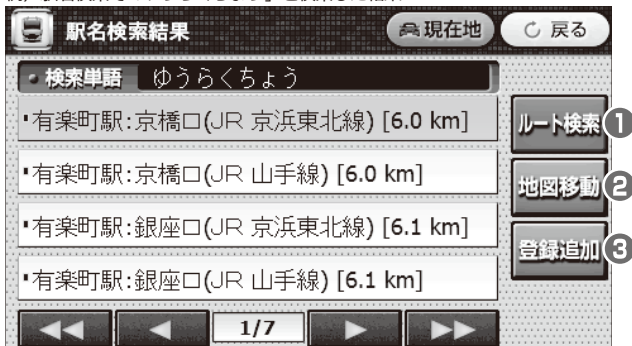 駅名検索結果
現在地
戻る
検索単語 ゆうらくちょう
有楽町駅:京橋口(JR 京浜東北線) [6.0 km]
有楽町駅:京橋口(JR 山手線) [6.0 km]
有楽町駅:銀座口(JR 京浜東北線) [6.1 km]
有楽町駅:銀座口(JR 山手線) [6.1 km]
ルート検索 1
地図移動 2
登録追加 3
1/7